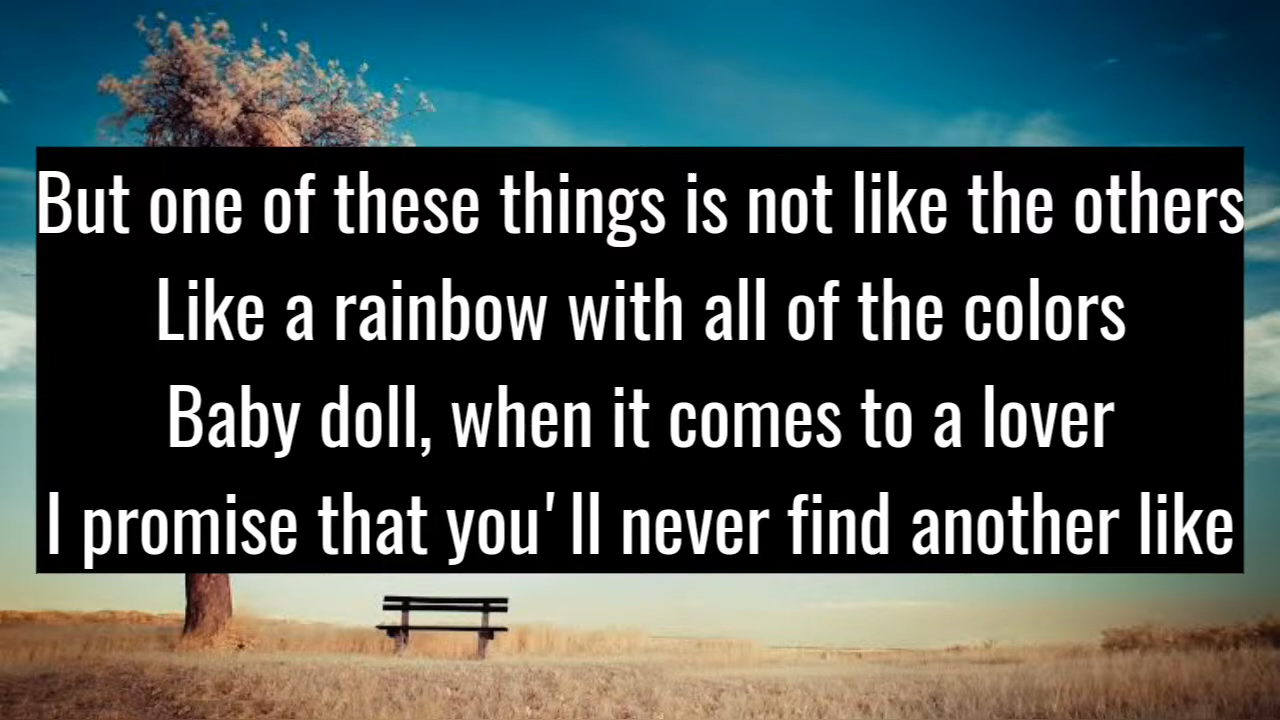 But one of these things is not like the others
Like a rainbow with all of the colors
Baby doll, when it comes to a lover
I promise that you'll never find another like